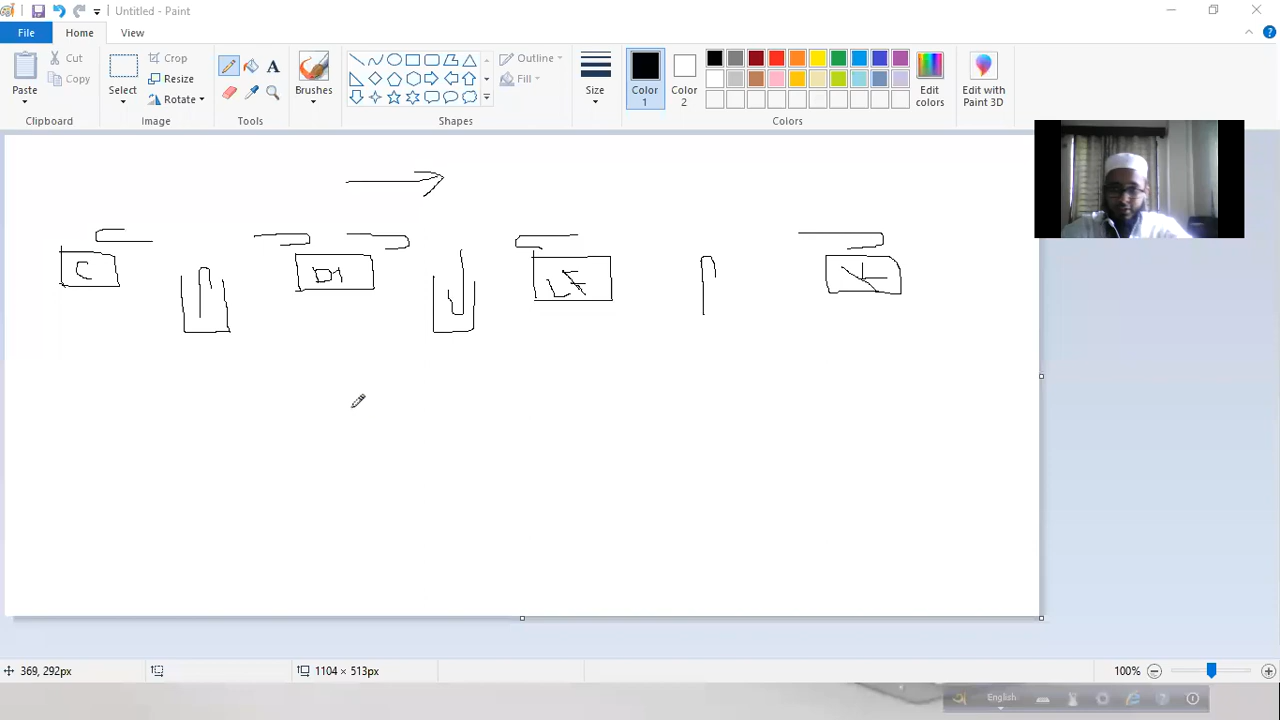 Untitled - Paint
File
Home
View
Paste
Cut
Copy
Clipboard
Select
Crop
Resize
Rotate
Image
A
Tools
Brushes
Outline
Fill
Shapes
Size
Color
1
Color
2
Edit
colors
Edit with
Paint 3D
Colors
C
D1
369, 292px
1104 × 513px
100%
English